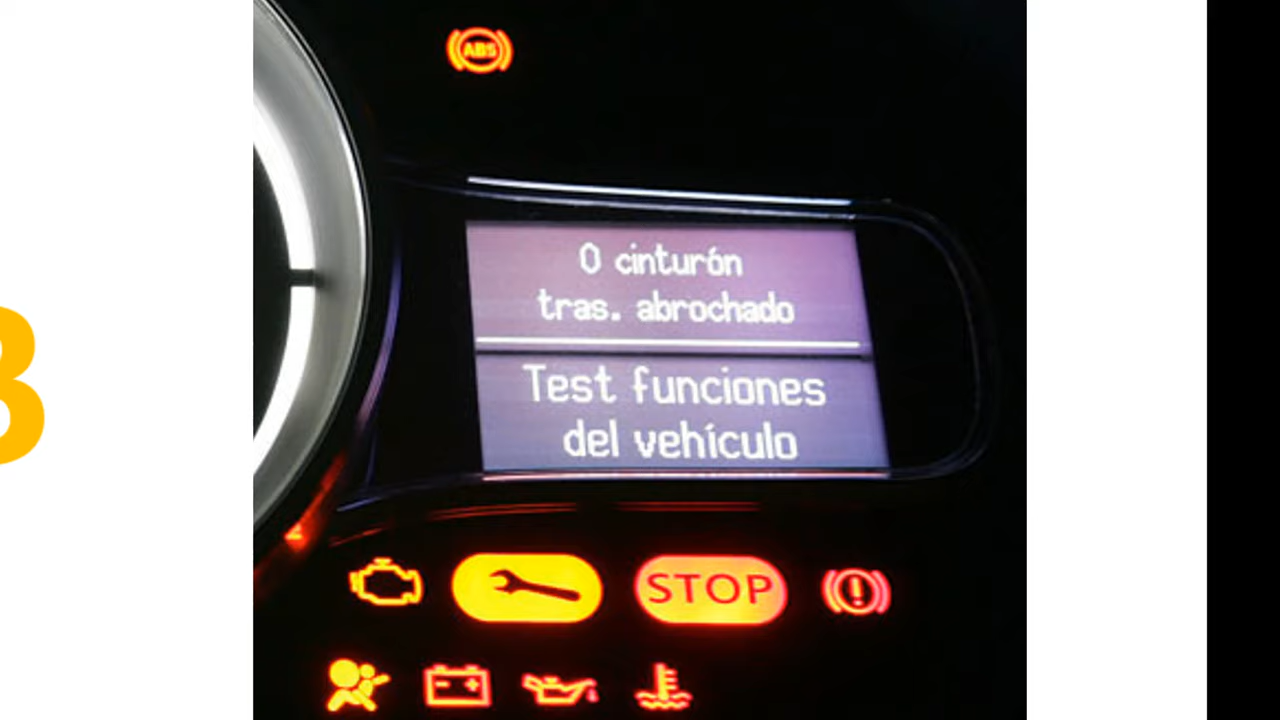 ABS
0 cinturón
tras. abrochado
Test funciones
del vehículo
STOP